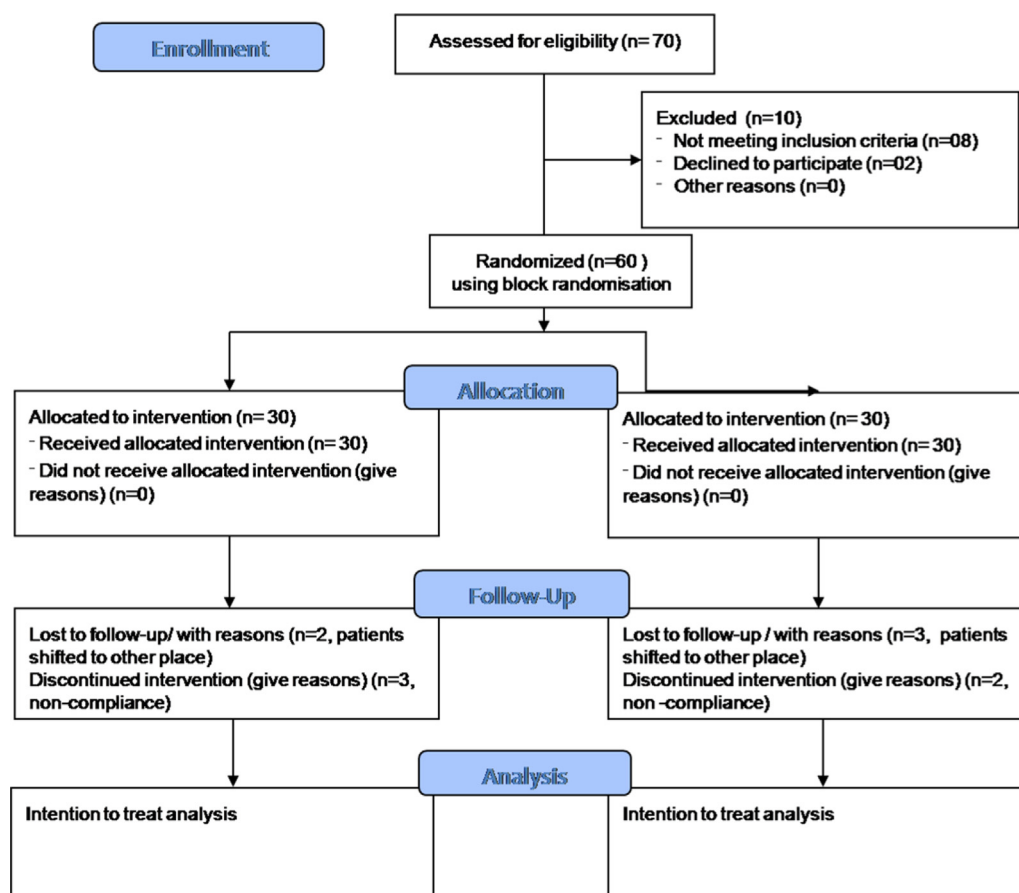 Enrollment
Assessed for eligibility (n= 70)
Excluded (n=10)
- Not meeting inclusion criteria (n=08)
- Declined to participate (n=02)
- Other reasons (n=0)
Randomized (n=60 )
using block randomisation
Allocation
Allocated to intervention (n= 30)
- Received allocated intervention (n= 30)
- Did not receive allocated intervention (give
reasons) (n=0)
Allocated to intervention (n= 30)
- Received allocated intervention (n= 30)
- Did not receive allocated intervention (give
reasons) (n=0)
Follow-Up
Lost to follow-up/ with reasons (n=2, patients
shifted to other place)
Discontinued intervention (give reasons) (n=3,
non-compliance)
Lost to follow-up / with reasons (n=3, patients
shifted to other place)
Discontinued intervention (give reasons) (n=2,
non -compliance)
Analysis
Intention to treat analysis
Intention to treat analysis